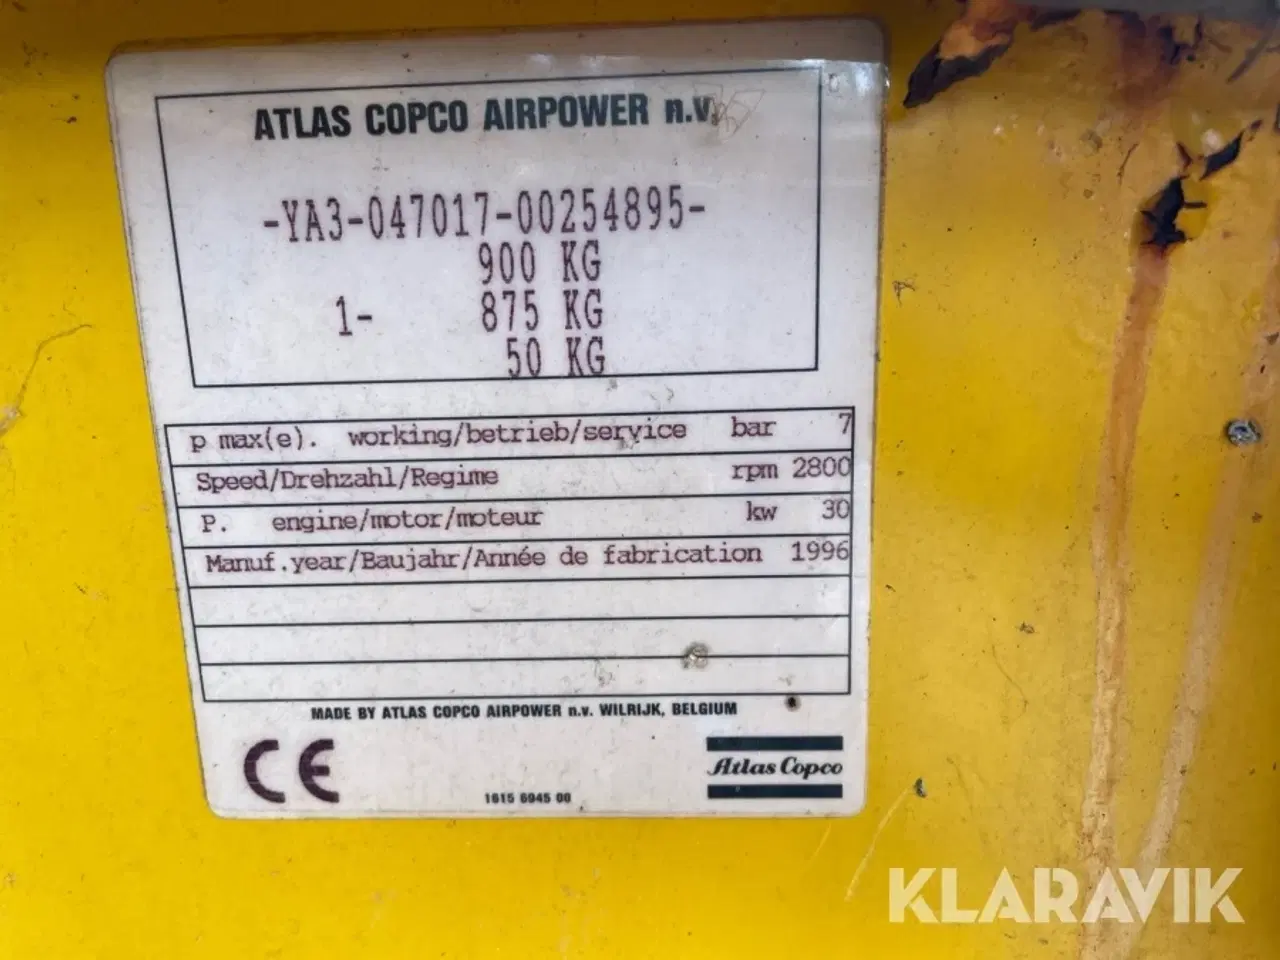 ATLAS COPCO AIRPOWER n.v.
-YA3-047017-00254895-
900 KG
1- 875 KG
50 KG
p max(e). working/betrieb/service bar 7
Speed/Drehzahl/Regime rpm 2800
P. engine/motor/moteur kw 30
Manuf.year/Baujahr/Année de fabrication 1996
MADE BY ATLAS COPCO AIRPOWER n.v. WILRIJK, BELGIUM
CE
Atlas Copco
1615 6945 00
KLARAVIK